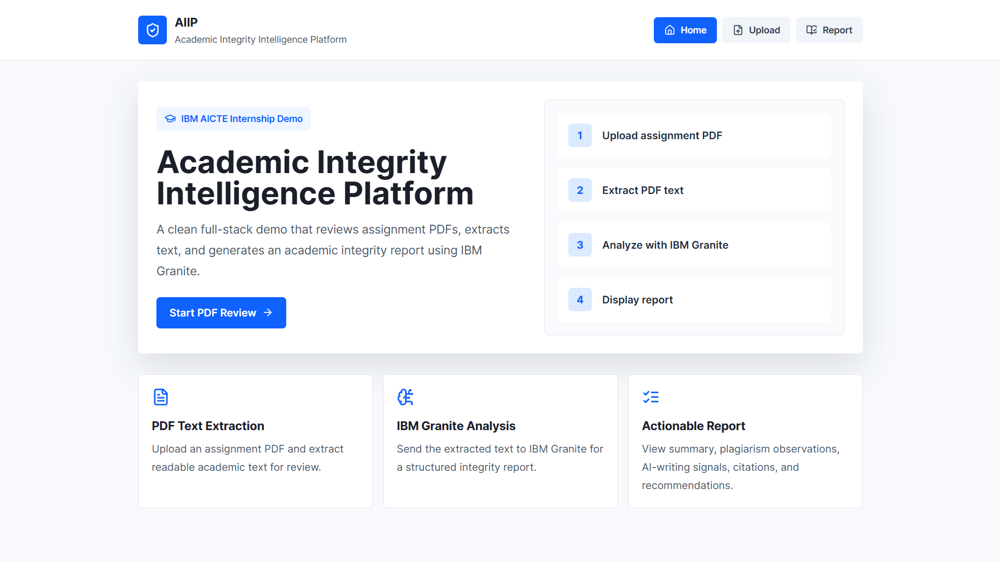 AIIP
Academic Integrity Intelligence Platform
Home
Upload
Report
IBM AICTE Internship Demo
Academic Integrity
Intelligence Platform
A clean full-stack demo that reviews assignment PDFs, extracts
text, and generates an academic integrity report using IBM
Granite.
Start PDF Review
1 Upload assignment PDF
2 Extract PDF text
3 Analyze with IBM Granite
4 Display report
PDF Text Extraction
Upload an assignment PDF and extract
readable academic text for review.
IBM Granite Analysis
Send the extracted text to IBM Granite for
a structured integrity report.
Actionable Report
View summary, plagiarism observations,
AI-writing signals, citations, and
recommendations.